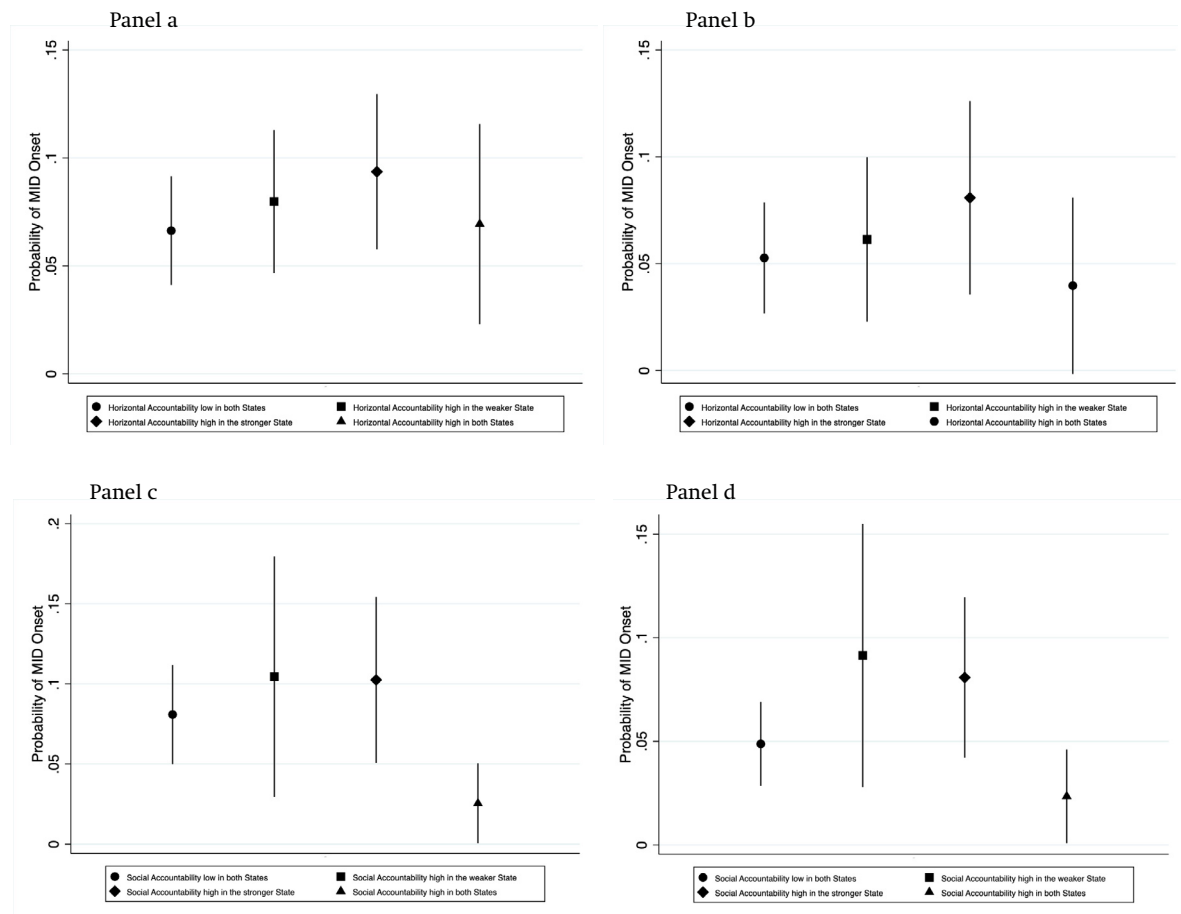 Panel a
Panel b
.15
.1
.05
0
Probability of MID Onset
Horizontal Accountability low in both States
Horizontal Accountability high in the weaker State
Horizontal Accountability high in the stronger State
Horizontal Accountability high in both States
.15
.1
.05
0
Probability of MID Onset
Horizontal Accountability low in both States
Horizontal Accountability high in the weaker State
Horizontal Accountability high in the stronger State
Horizontal Accountability high in both States
Panel c
Panel d
.2
.15
.1
.05
0
Probability of MID Onset
Social Accountability low in both States
Social Accountability high in the weaker State
Social Accountability high in the stronger State
Social Accountability high in both States
.15
.1
.05
0
Probability of MID Onset
Social Accountability low in both States
Social Accountability high in the weaker State
Social Accountability high in the stronger State
Social Accountability high in both States